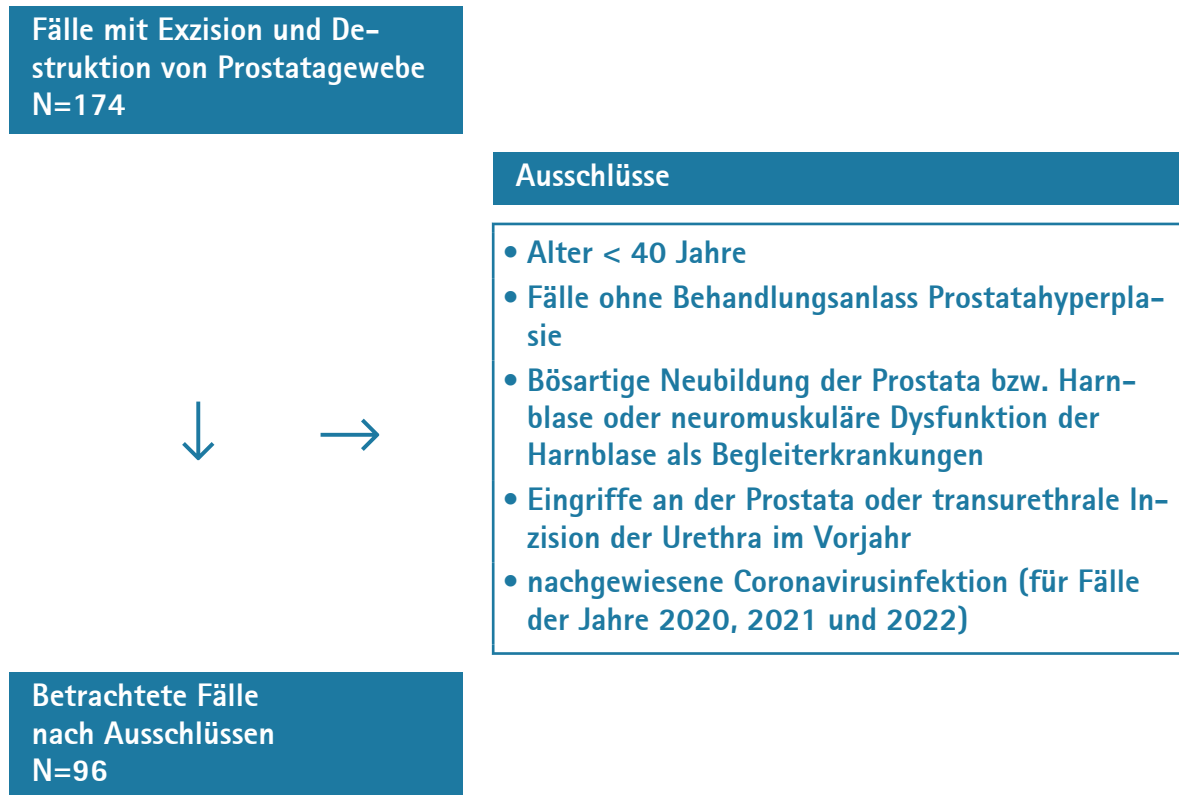 Fälle mit Exzision und De-
struktion von Prostatagewebe
N=174
Ausschlüsse
• Alter < 40 Jahre
• Fälle ohne Behandlungsanlass Prostatahyperpla-
sie
• Bösartige Neubildung der Prostata bzw. Harn-
blase oder neuromuskuläre Dysfunktion der
Harnblase als Begleiterkrankungen
• Eingriffe an der Prostata oder transurethrale In-
zision der Urethra im Vorjahr
• nachgewiesene Coronavirusinfektion (für Fälle
der Jahre 2020, 2021 und 2022)
Betrachtete Fälle
nach Ausschlüssen
N=96